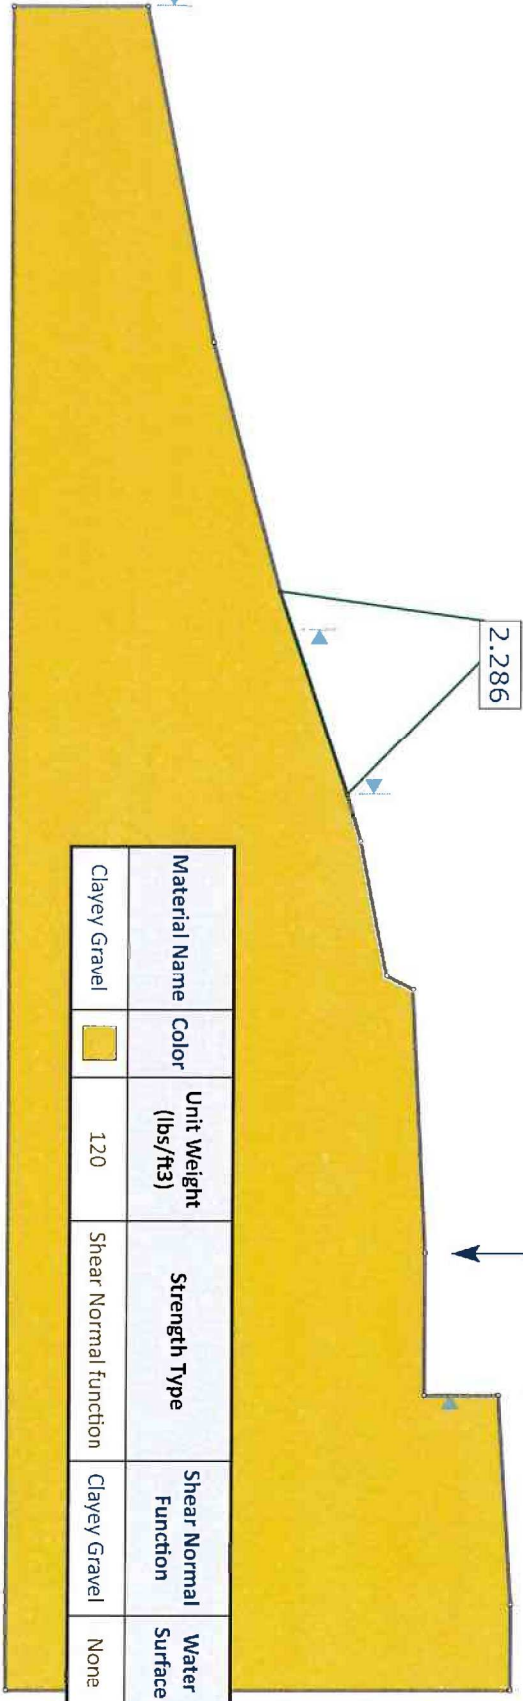 2.286
Material Name
Color
Unit Weight
(lbs/ft3)
Strength Type
Shear Normal
Function
Water
Surface
Clayey Gravel
120
Shear Normal function
Clayey Gravel
None